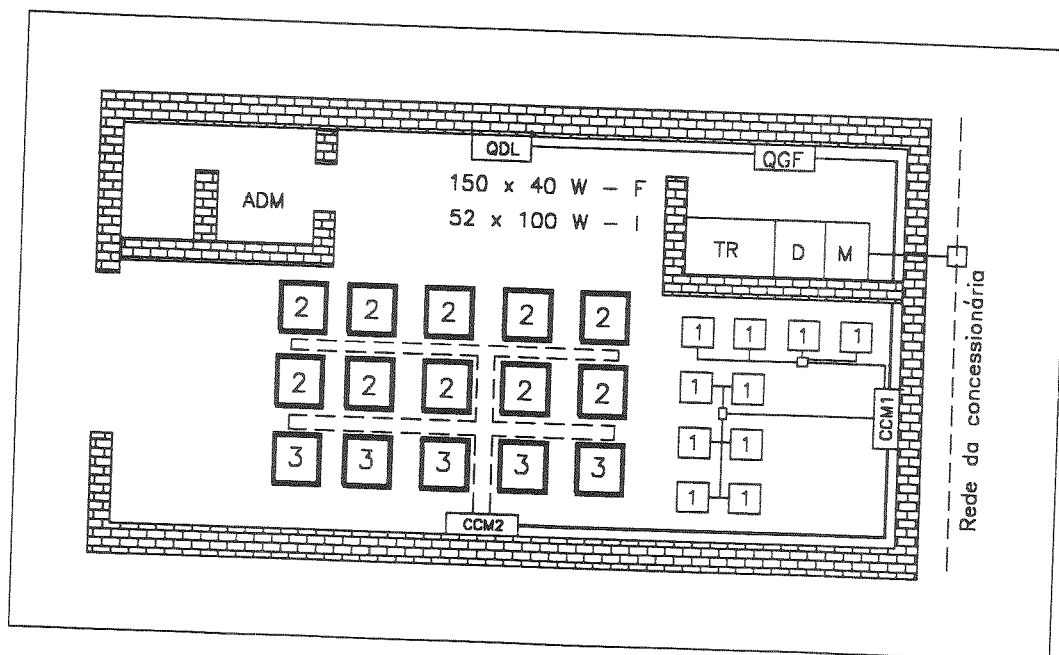 QDL
QGF
150 x 40 W - F
52 x 100 W - I
ADM
TR D M
2 2 2 2 2
1 1 1 1
2 2 2 2 2
1 1
CCM1
3 3 3 3 3
1 1
1 1
CCM2
Rede da concessionária